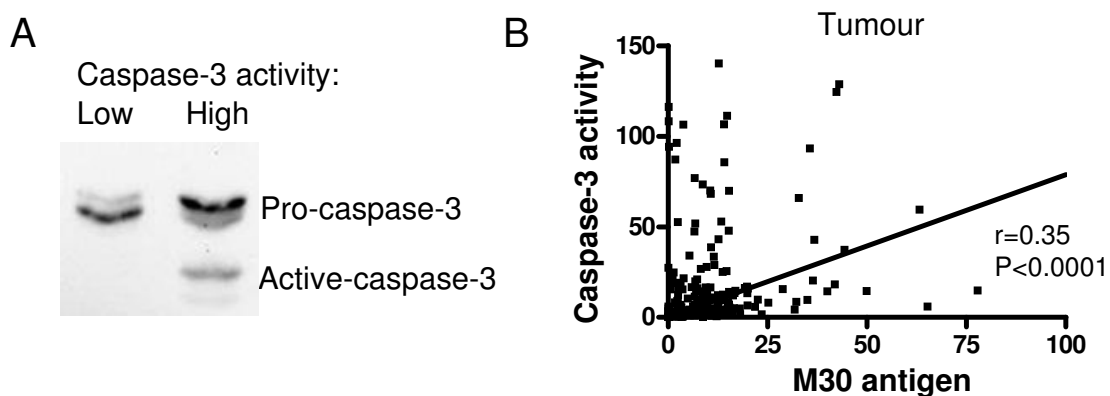 A
Caspase-3 activity:
Low High
Pro-caspase-3
Active-caspase-3
B
Tumour
Caspase-3 activity
150
100
50
0
r=0.35
P<0.0001
0 25 50 75 100
M30 antigen